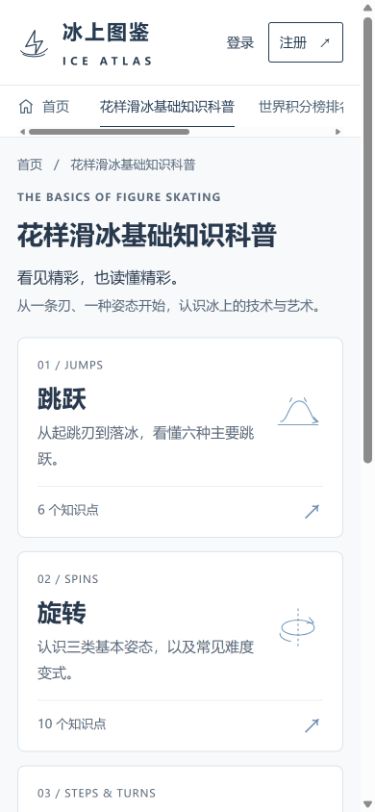 冰上图鉴
ICE ATLAS
登录
注册 ↗
首页
花样滑冰基础知识科普
世界积分榜排
首页 / 花样滑冰基础知识科普
THE BASICS OF FIGURE SKATING
花样滑冰基础知识科普
看见精彩，也读懂精彩。
从一条刃、一种姿态开始，认识冰上的技术与艺术。
01 / JUMPS
跳跃
从起跳刃到落冰，看懂六种主要跳
跃。
6 个知识点
02 / SPINS
旋转
认识三类基本姿态，以及常见难度
变式。
10 个知识点
03 / STEPS & TURNS